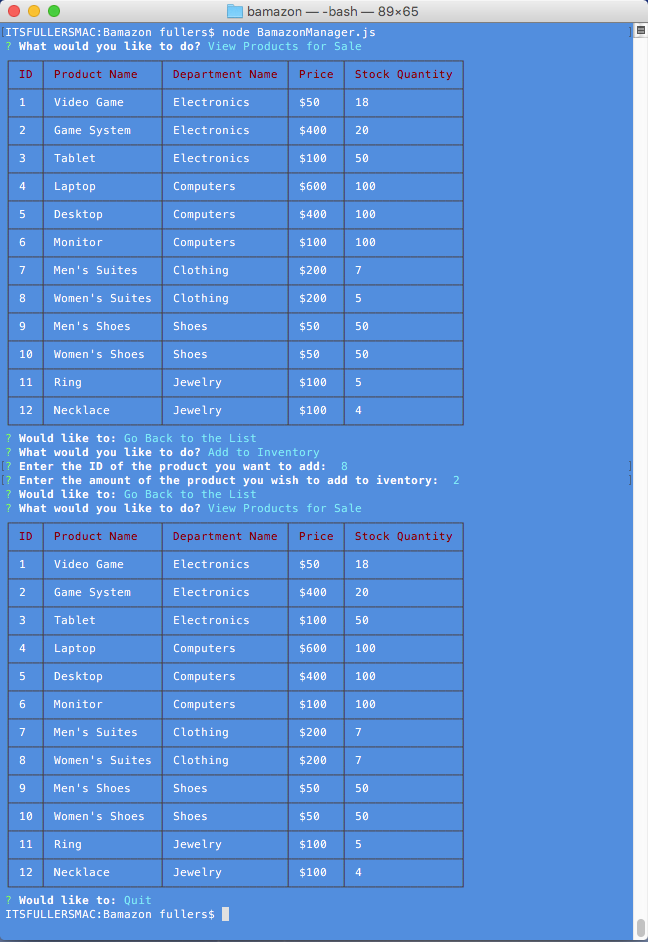 bamazon — -bash — 89×65
ITSFULLERSMAC:Bamazon fullers$ node BamazonManager.js
? What would you like to do? View Products for Sale
ID Product Name Department Name Price Stock Quantity
1 Video Game Electronics $50 18
2 Game System Electronics $400 20
3 Tablet Electronics $100 50
4 Laptop Computers $600 100
5 Desktop Computers $400 100
6 Monitor Computers $100 100
7 Men's Suites Clothing $200 7
8 Women's Suites Clothing $200 5
9 Men's Shoes Shoes $50 50
10 Women's Shoes Shoes $50 50
11 Ring Jewelry $100 5
12 Necklace Jewelry $100 4
? Would like to: Go Back to the List
? What would you like to do? Add to Inventory
? Enter the ID of the product you want to add: 8
? Enter the amount of the product you wish to add to iventory: 2
? Would like to: Go Back to the List
? What would you like to do? View Products for Sale
ID Product Name Department Name Price Stock Quantity
1 Video Game Electronics $50 18
2 Game System Electronics $400 20
3 Tablet Electronics $100 50
4 Laptop Computers $600 100
5 Desktop Computers $400 100
6 Monitor Computers $100 100
7 Men's Suites Clothing $200 7
8 Women's Suites Clothing $200 7
9 Men's Shoes Shoes $50 50
10 Women's Shoes Shoes $50 50
11 Ring Jewelry $100 5
12 Necklace Jewelry $100 4
? Would like to: Quit
ITSFULLERSMAC:Bamazon fullers$